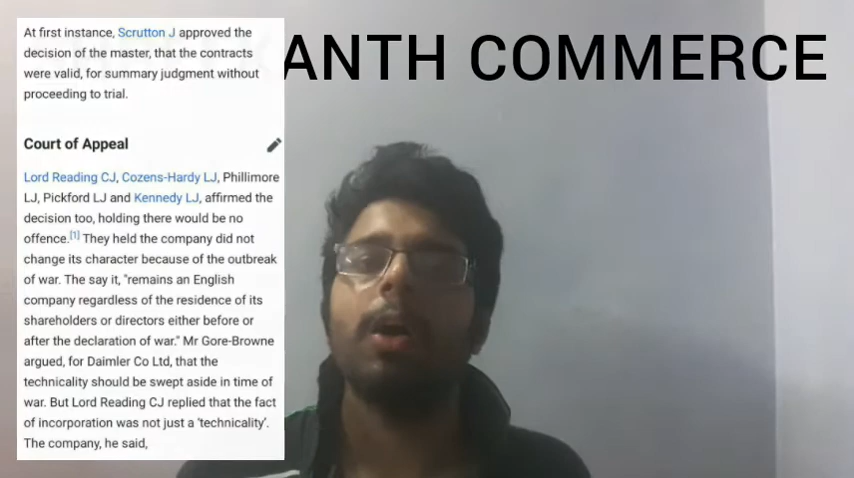 ANTH COMMERCE
At first instance, Scrutton J approved the
decision of the master, that the contracts
were valid, for summary judgment without
proceeding to trial.
Court of Appeal
Lord Reading CJ, Cozens-Hardy LJ, Phillimore
LJ, Pickford LJ and Kennedy LJ, affirmed the
decision too, holding there would be no
offence.[1] They held the company did not
change its character because of the outbreak
of war. The say it, "remains an English
company regardless of the residence of its
shareholders or directors either before or
after the declaration of war." Mr Gore-Browne
argued, for Daimler Co Ltd, that the
technicality should be swept aside in time of
war. But Lord Reading CJ replied that the fact
of incorporation was not just a 'technicality'.
The company, he said,